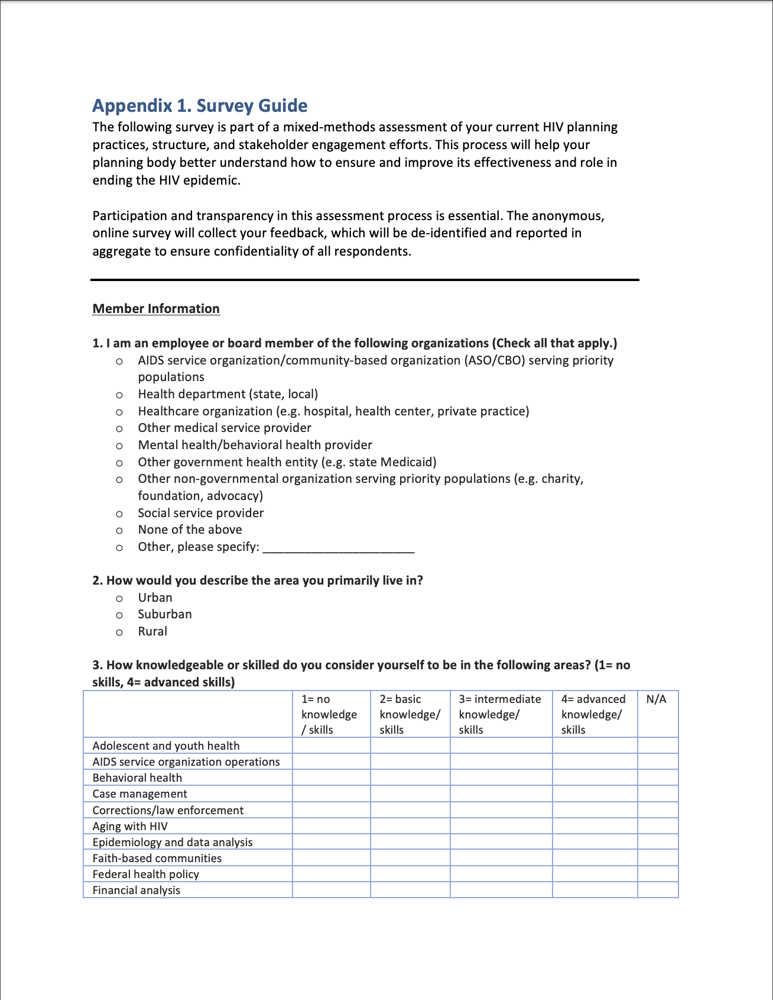 Appendix 1. Survey Guide
The following survey is part of a mixed-methods assessment of your current HIV planning
practices, structure, and stakeholder engagement efforts. This process will help your
planning body better understand how to ensure and improve its effectiveness and role in
ending the HIV epidemic.
Participation and transparency in this assessment process is essential. The anonymous,
online survey will collect your feedback, which will be de-identified and reported in
aggregate to ensure confidentiality of all respondents.
Member Information
1. I am an employee or board member of the following organizations (Check all that apply.)
o AIDS service organization/community-based organization (ASO/CBO) serving priority
populations
o Health department (state, local)
o Healthcare organization (e.g. hospital, health center, private practice)
o Other medical service provider
o Mental health/behavioral health provider
o Other government health entity (e.g. state Medicaid)
o Other non-governmental organization serving priority populations (e.g. charity,
foundation, advocacy)
o Social service provider
o None of the above
o Other, please specify: ______________________
2. How would you describe the area you primarily live in?
o Urban
o Suburban
o Rural
3. How knowledgeable or skilled do you consider yourself to be in the following areas? (1= no
skills, 4= advanced skills)
1= no 2= basic 3= intermediate 4= advanced N/A
knowledge knowledge/ knowledge/ knowledge/
/ skills skills skills skills
Adolescent and youth health
AIDS service organization operations
Behavioral health
Case management
Corrections/law enforcement
Aging with HIV
Epidemiology and data analysis
Faith-based communities
Federal health policy
Financial analysis